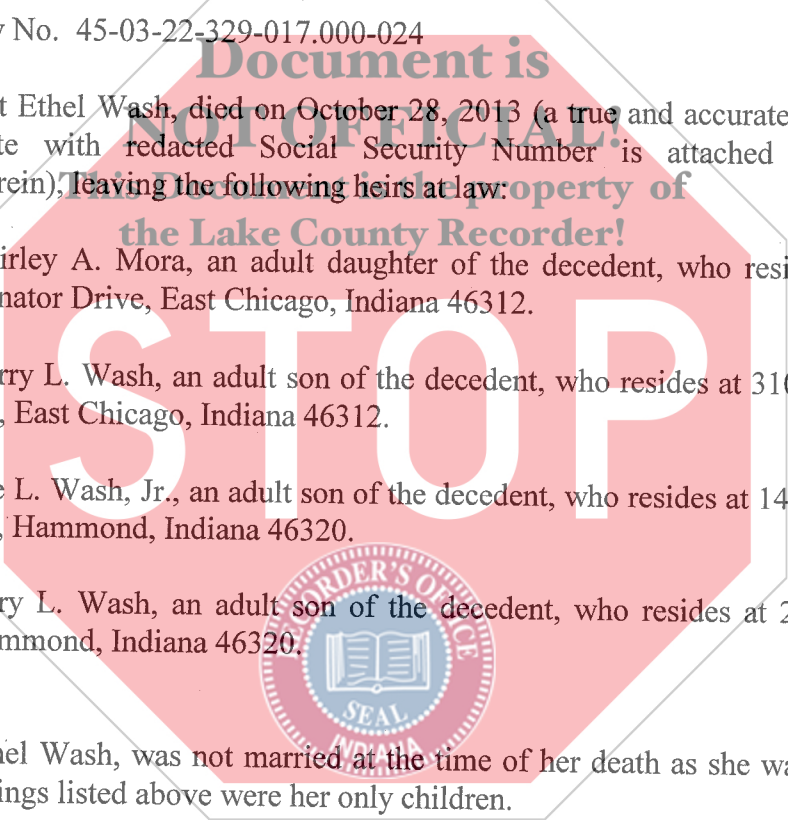 y No. 45-03-22-329-017.000-024
Document is
t Ethel Wash, died on October 28, 2013 (a true and accurate
NOT OFFICIAL!
te with redacted Social Security Number is attached
rein), leaving the following heirs at law:
This Document is the property of
the Lake County Recorder!
irley A. Mora, an adult daughter of the decedent, who resi
nator Drive, East Chicago, Indiana 46312.
STOP
rry L. Wash, an adult son of the decedent, who resides at 310
, East Chicago, Indiana 46312.
e L. Wash, Jr., an adult son of the decedent, who resides at 14
, Hammond, Indiana 46320.
RECORDER'S OFFICE
ry L. Wash, an adult son of the decedent, who resides at 2
mmond, Indiana 46320.
SEAL
INDIANA
nel Wash, was not married at the time of her death as she wa
ings listed above were her only children.